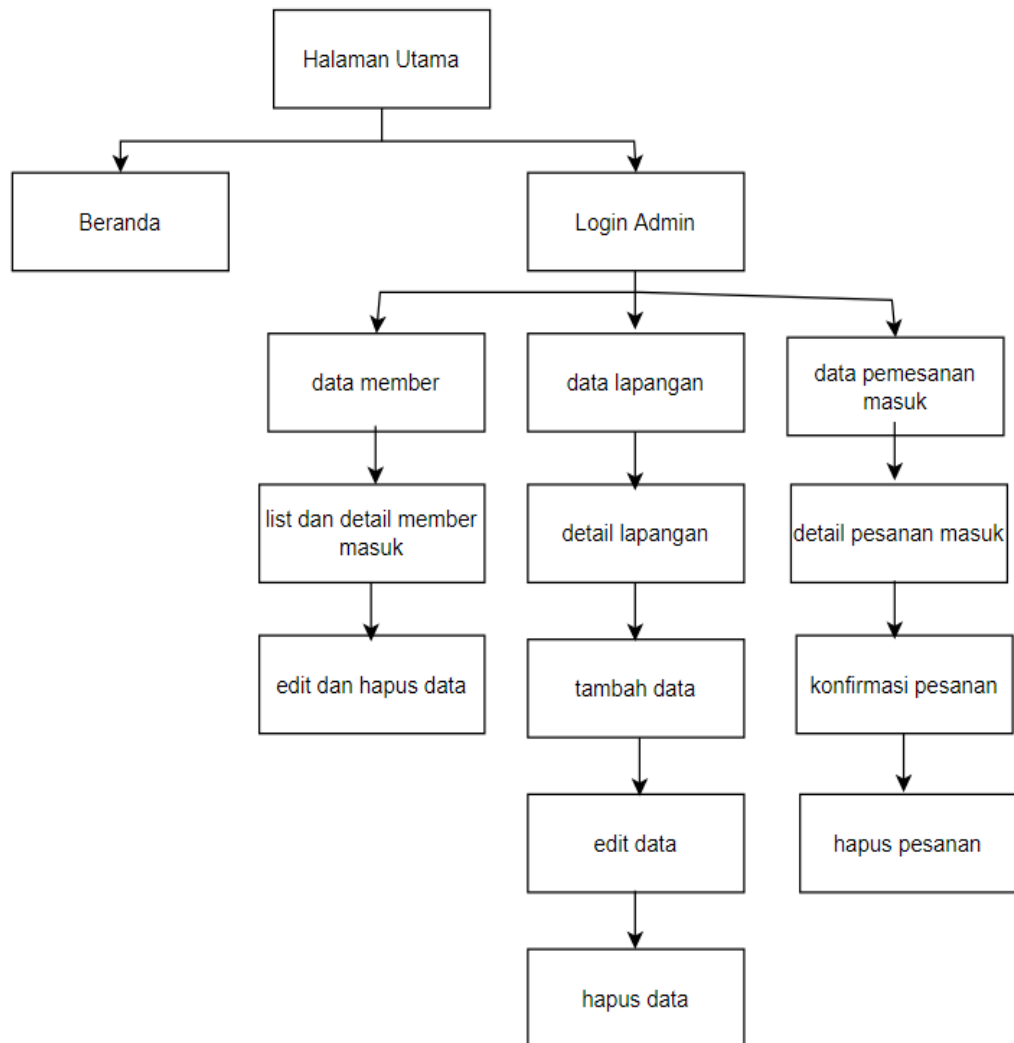 Halaman Utama
Beranda
Login Admin
data member
data lapangan
data pemesanan
masuk
list dan detail member
masuk
detail lapangan
detail pesanan masuk
edit dan hapus data
tambah data
konfirmasi pesanan
edit data
hapus pesanan
hapus data